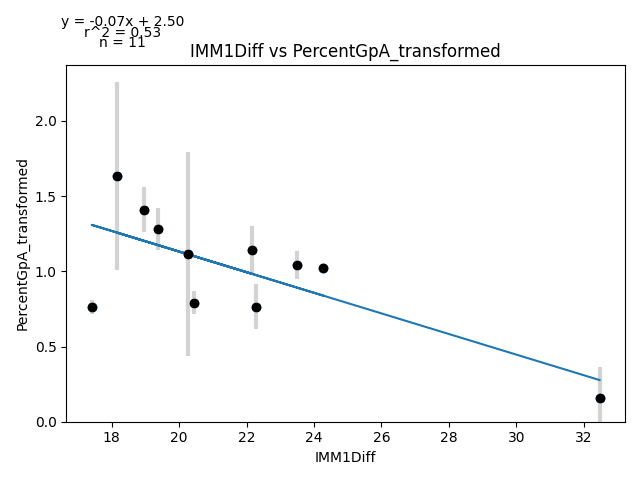 y = -0.07x + 2.50
r^2 = 0.53
n = 11
IMM1Diff vs PercentGpA_transformed
PercentGpA_transformed
2.0
1.5
1.0
0.5
0.0
18 20 22 24 26 28 30 32
IMM1Diff